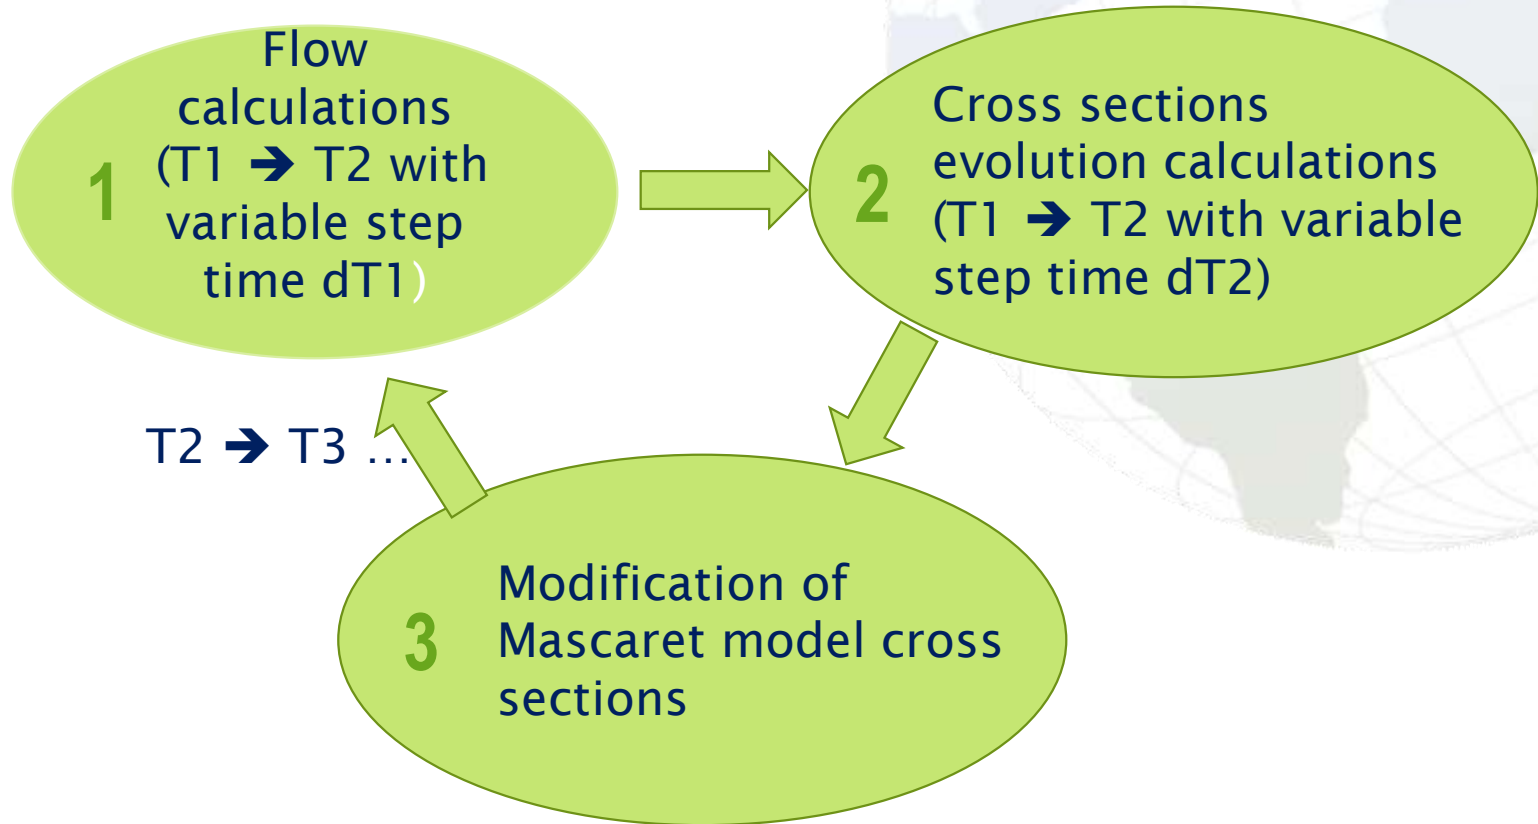 Flow
calculations
1 (T1 ➔ T2 with
variable step
time dT1)
2
Cross sections
evolution calculations
(T1 ➔ T2 with variable
step time dT2)
T2 ➔ T3 ...
3
Modification of
Mascaret model cross
sections